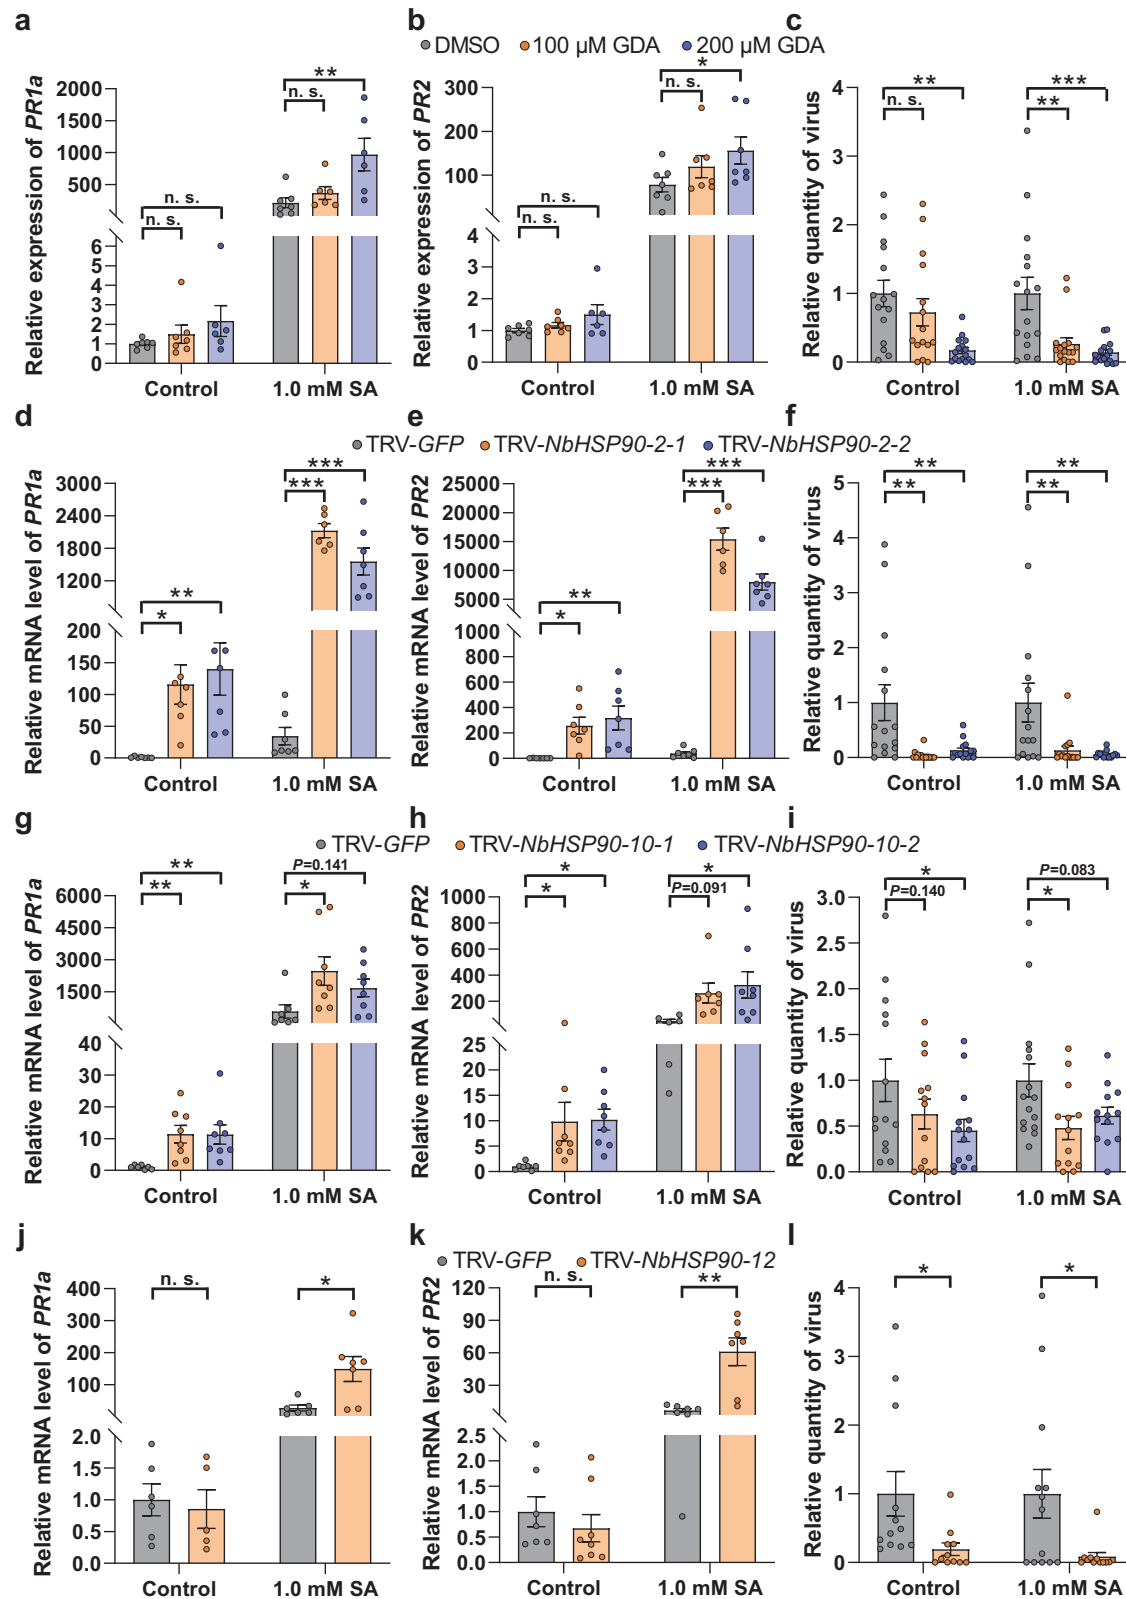 a
b
DMSO 100 µM GDA 200 µM GDA
c
Relative expression of PR1a
2000
1500
1000
500
6
5
4
3
2
1
0
n. s.
n. s.
n. s.
**
Control
1.0 mM SA
Relative expression of PR2
300
200
100
4
3
2
1
0
n. s.
n. s.
n. s.
*
Control
1.0 mM SA
Relative quantity of virus
4
3
2
1
0
n. s.
**
**
***
Control
1.0 mM SA
d
e
TRV-GFP TRV-NbHSP90-2-1 TRV-NbHSP90-2-2
f
Relative mRNA level of PR1a
3000
2400
1800
1200
200
150
100
50
0
*
**
***
***
Control
1.0 mM SA
Relative mRNA level of PR2
25000
20000
15000
10000
5000
1000
800
600
400
200
0
*
**
***
***
Control
1.0 mM SA
Relative quantity of virus
5
4
3
2
1
0
**
**
**
**
Control
1.0 mM SA
g
h
TRV-GFP TRV-NbHSP90-10-1 TRV-NbHSP90-10-2
i
Relative mRNA level of PR1a
6000
4500
3000
1500
40
30
20
10
0
**
**
*
P=0.141
Control
1.0 mM SA
Relative mRNA level of PR2
1000
800
600
400
200
25
20
15
10
5
0
*
*
P=0.091
*
Control
1.0 mM SA
Relative quantity of virus
3.0
2.5
2.0
1.5
1.0
0.5
0.0
P=0.140
*
*
P=0.083
Control
1.0 mM SA
j
k
TRV-GFP TRV-NbHSP90-12
l
Relative mRNA level of PR1a
400
300
200
100
2.0
1.5
1.0
0.5
0.0
n. s.
*
Control
1.0 mM SA
Relative mRNA level of PR2
120
90
60
30
2.5
2.0
1.5
1.0
0.5
0.0
n. s.
**
Control
1.0 mM SA
Relative quantity of virus
4
3
2
1
0
*
*
Control
1.0 mM SA